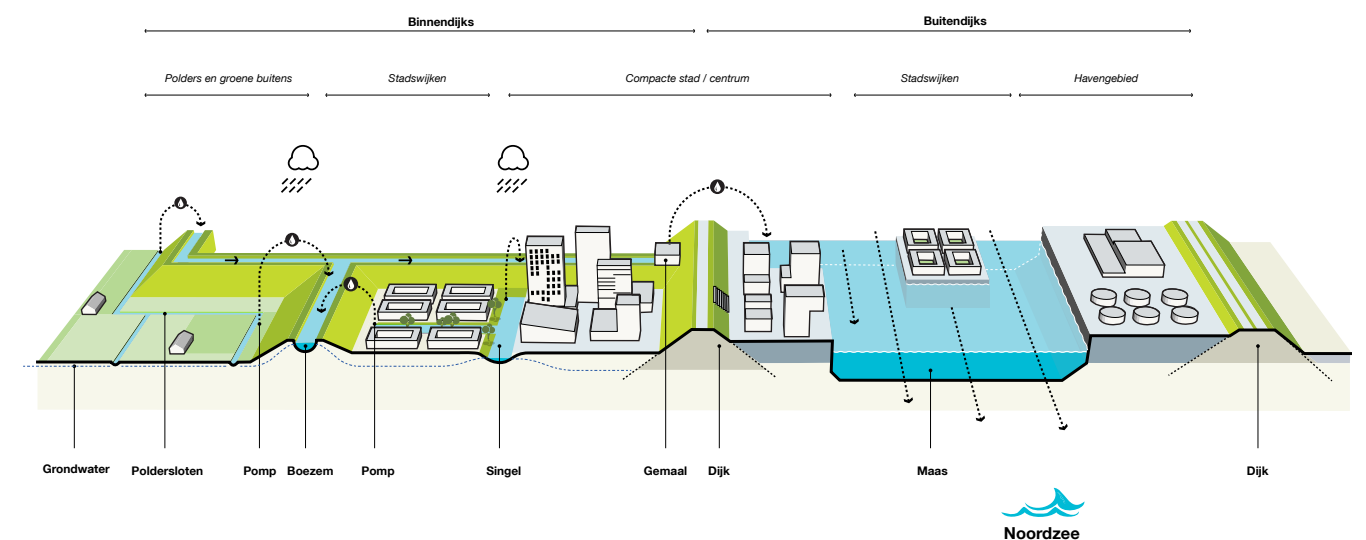 Binnendijks
Buitendijks
Polders en groene buitens
Stadswijken
Compacte stad / centrum
Stadswijken
Havengebied
Grondwater
Poldersloten
Pomp
Boezem
Pomp
Singel
Gemaal
Dijk
Maas
Dijk
Noordzee